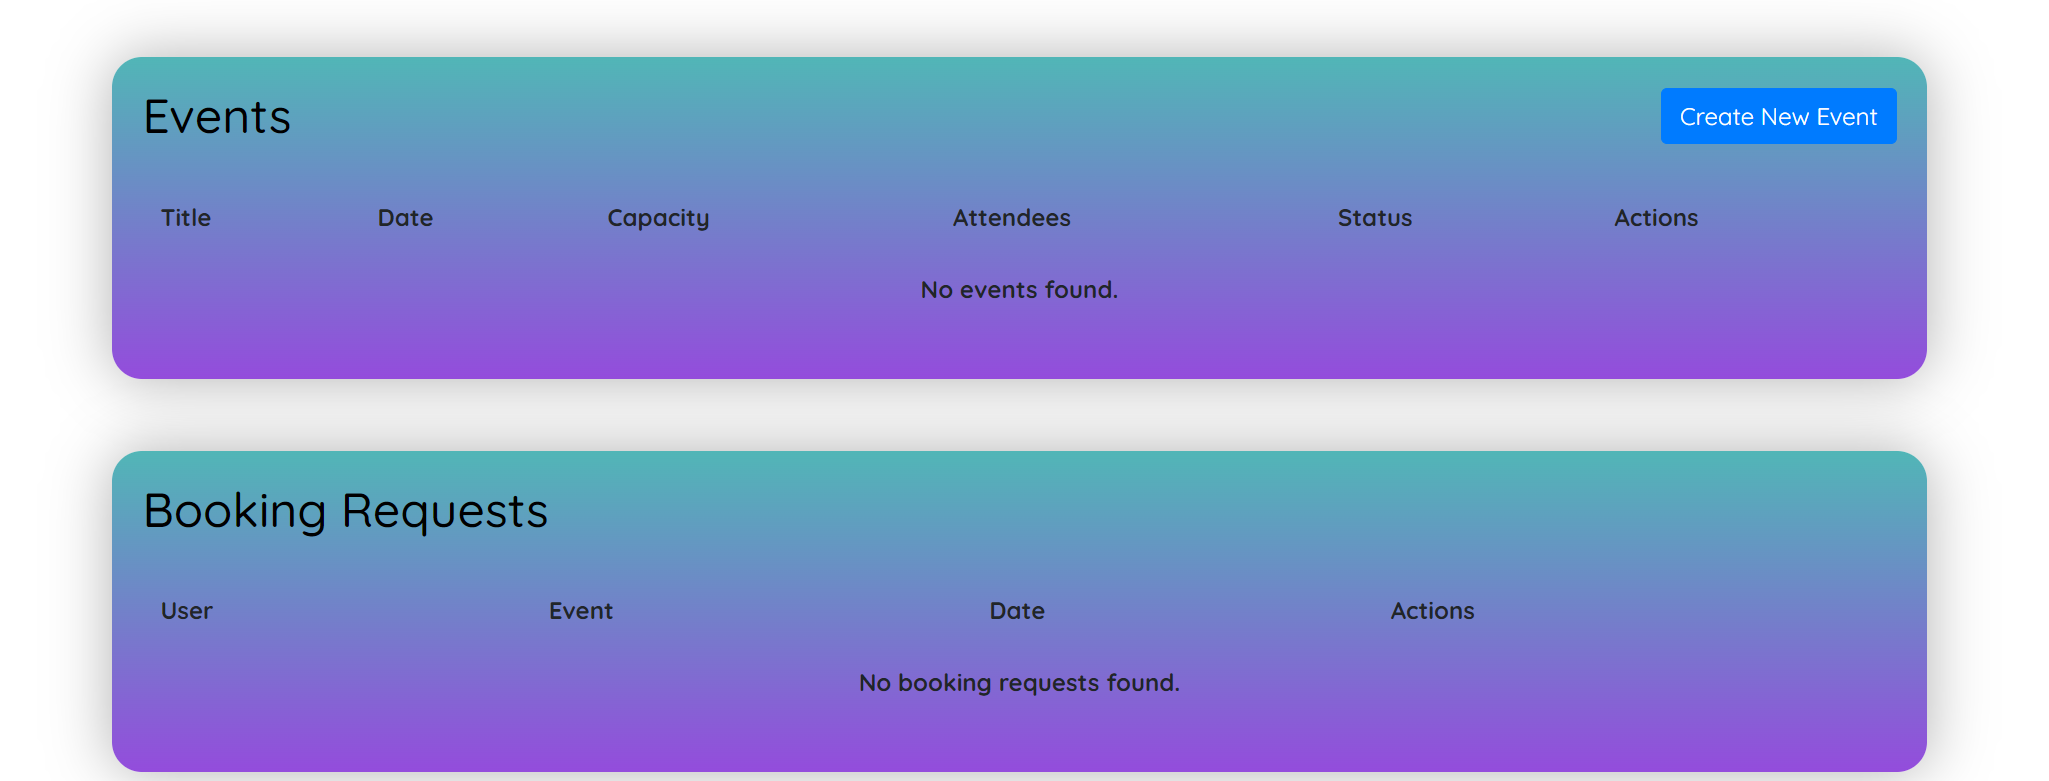 Events
Create New Event
Title Date Capacity Attendees Status Actions
No events found.
Booking Requests
User Event Date Actions
No booking requests found.